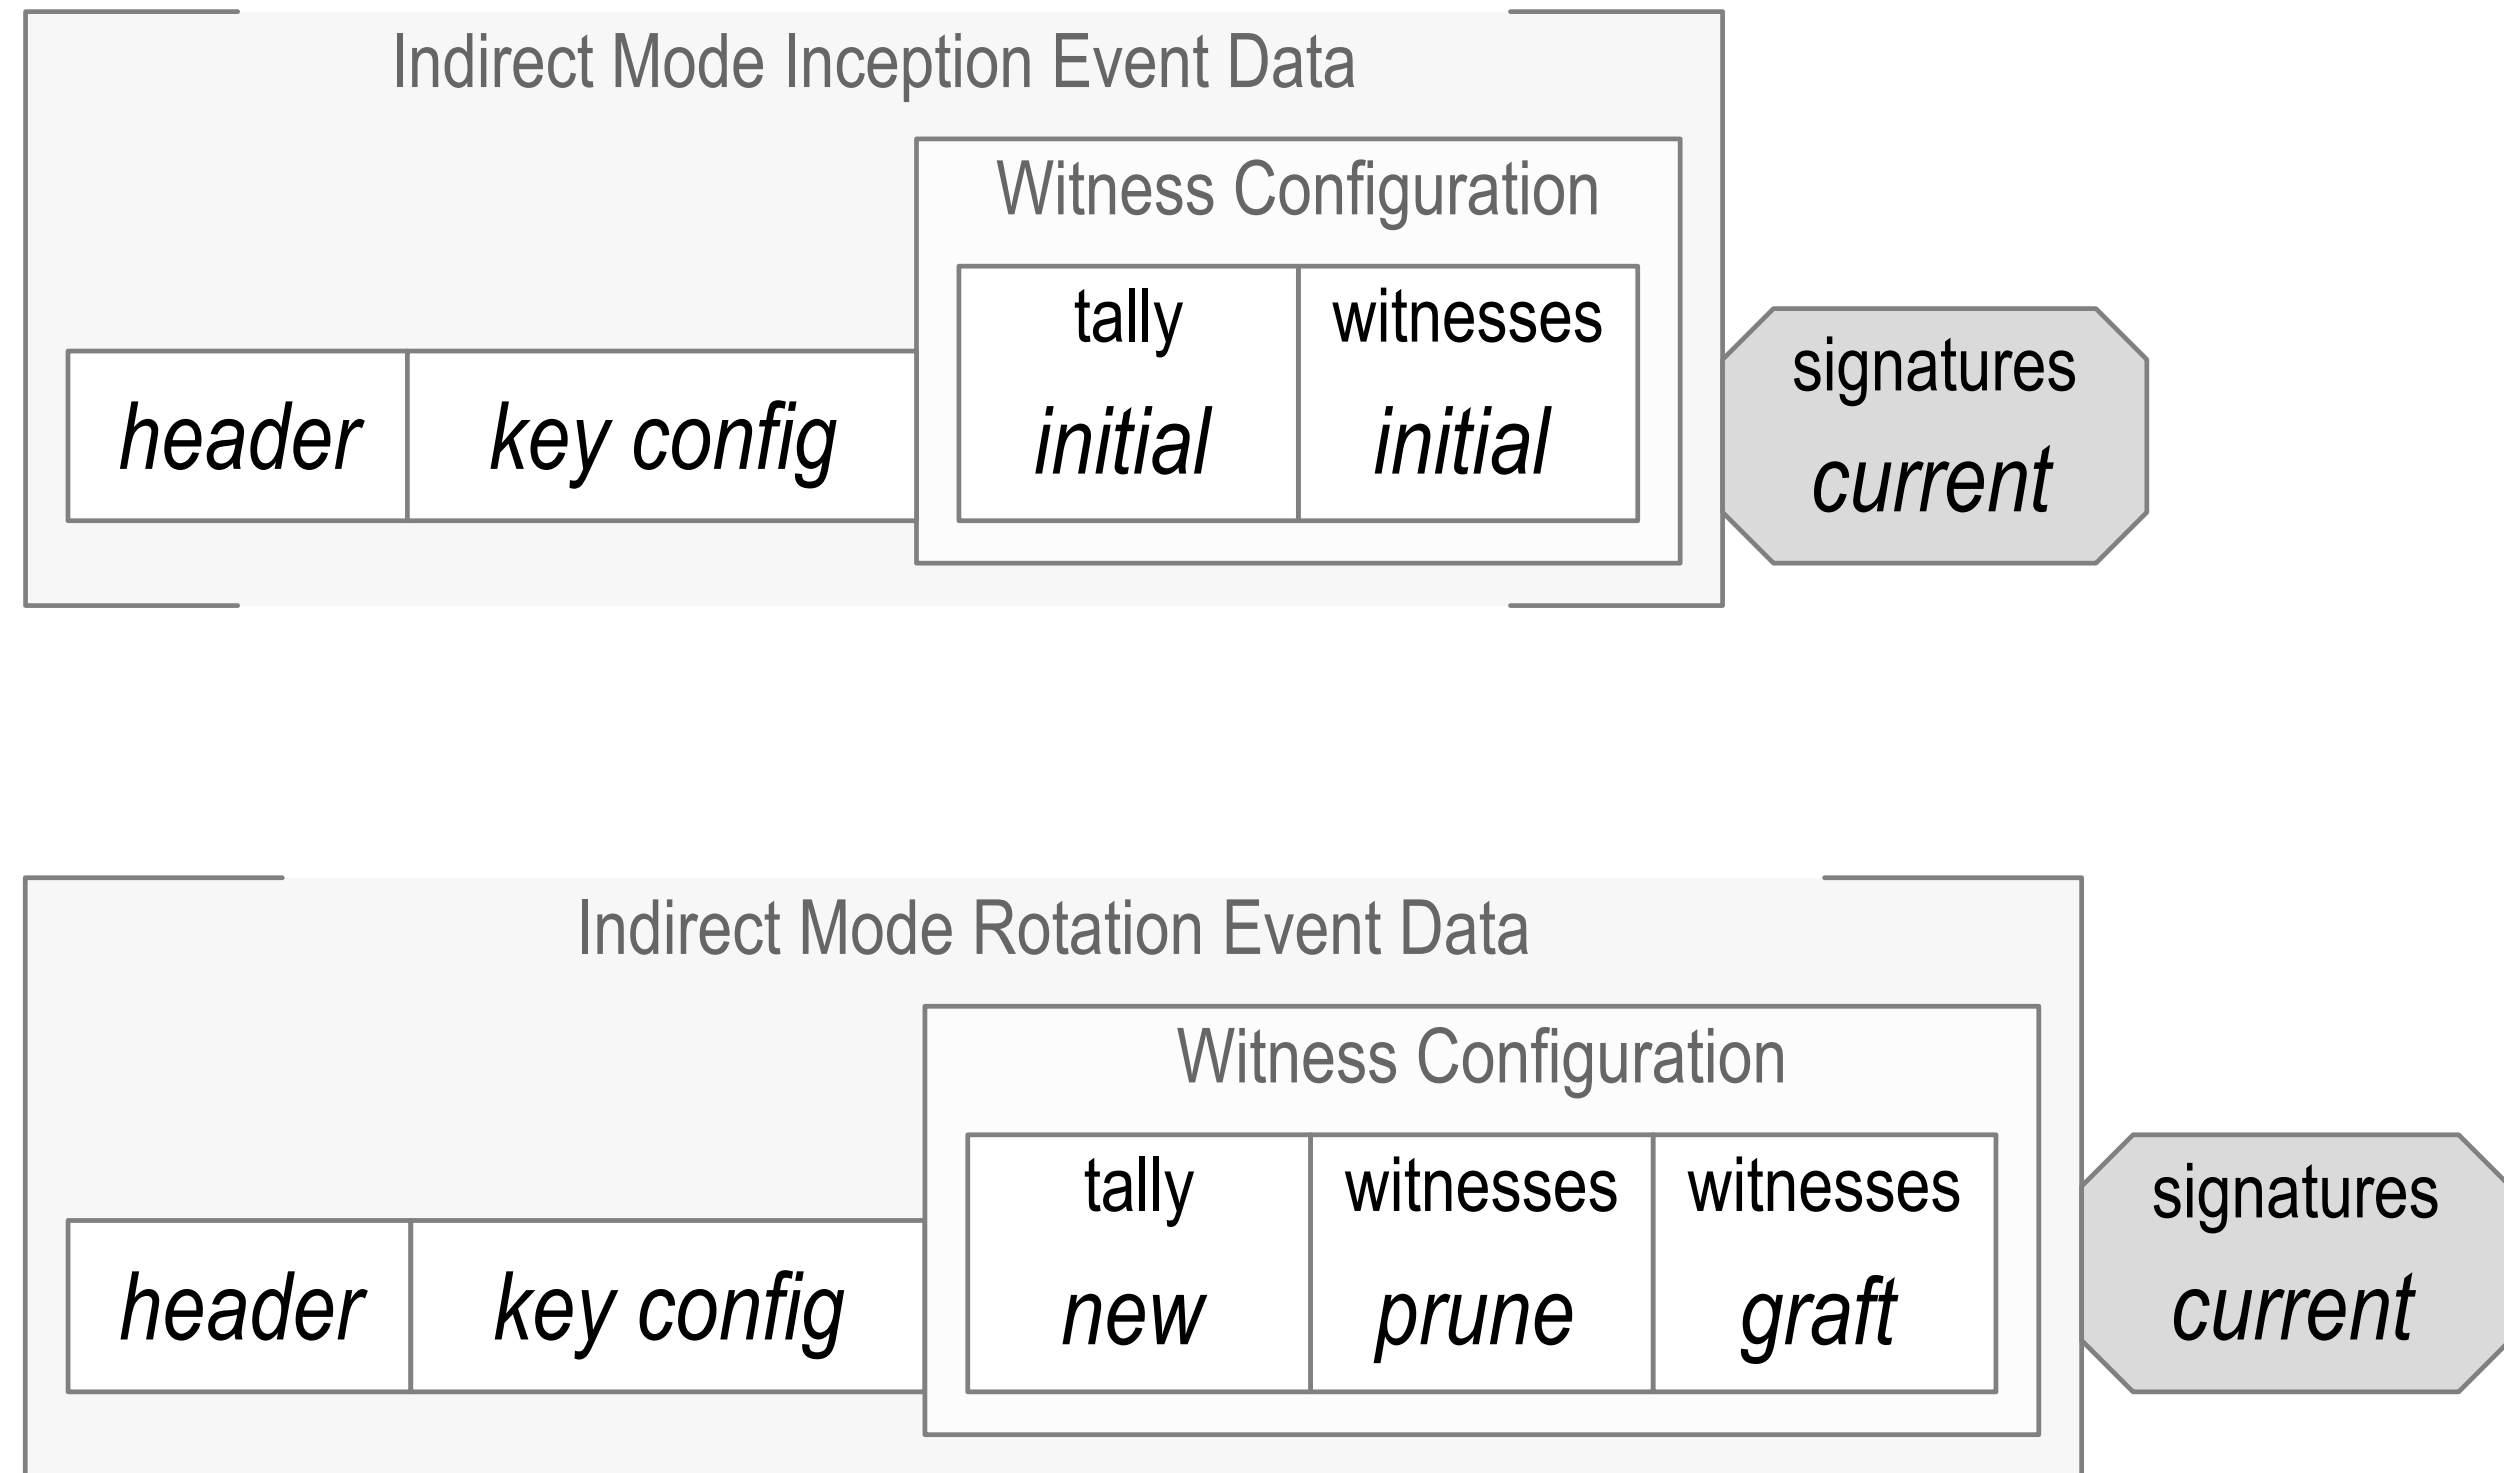 Indirect Mode Inception Event Data
Witness Configuration
tally witnesses
signatures
header key config initial initial
current
Indirect Mode Rotation Event Data
Witness Configuration
tally witnesses witnesses signatures
header key config new prune graft current